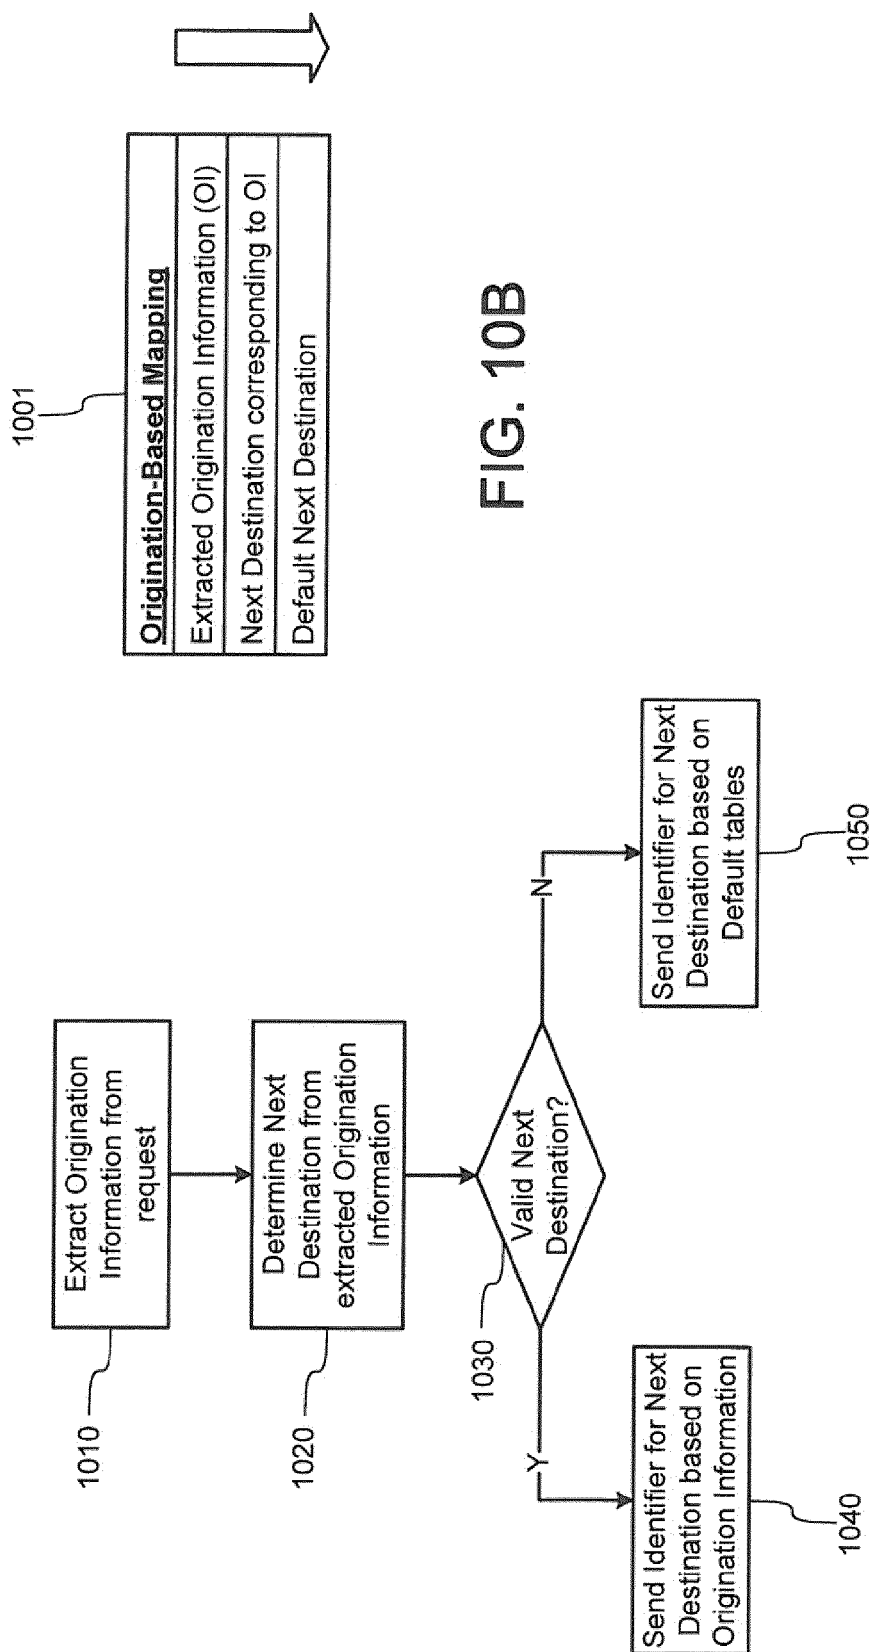 1010
Extract Origination
Information from
request
1020
Determine Next
Destination from
extracted Origination
Information
1030
Valid Next
Destination?
Y
N
Send Identifier for Next
Destination based on
Origination Information
1040
Send Identifier for Next
Destination based on
Default tables
1050
1001
Origination-Based Mapping
Extracted Origination Information (OI)
Next Destination corresponding to OI
Default Next Destination
FIG. 10B